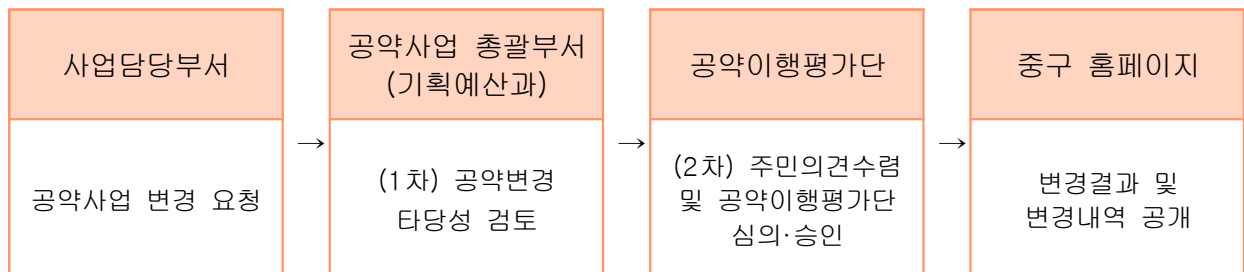 사업담당부서
공약사업 변경 요청
→
공약사업 총괄부서
(기획예산과)
(1차) 공약변경
타당성 검토
→
공약이행평가단
(2차) 주민의견수렴
및 공약이행평가단
심의·승인
→
중구 홈페이지
변경결과 및
변경내역 공개